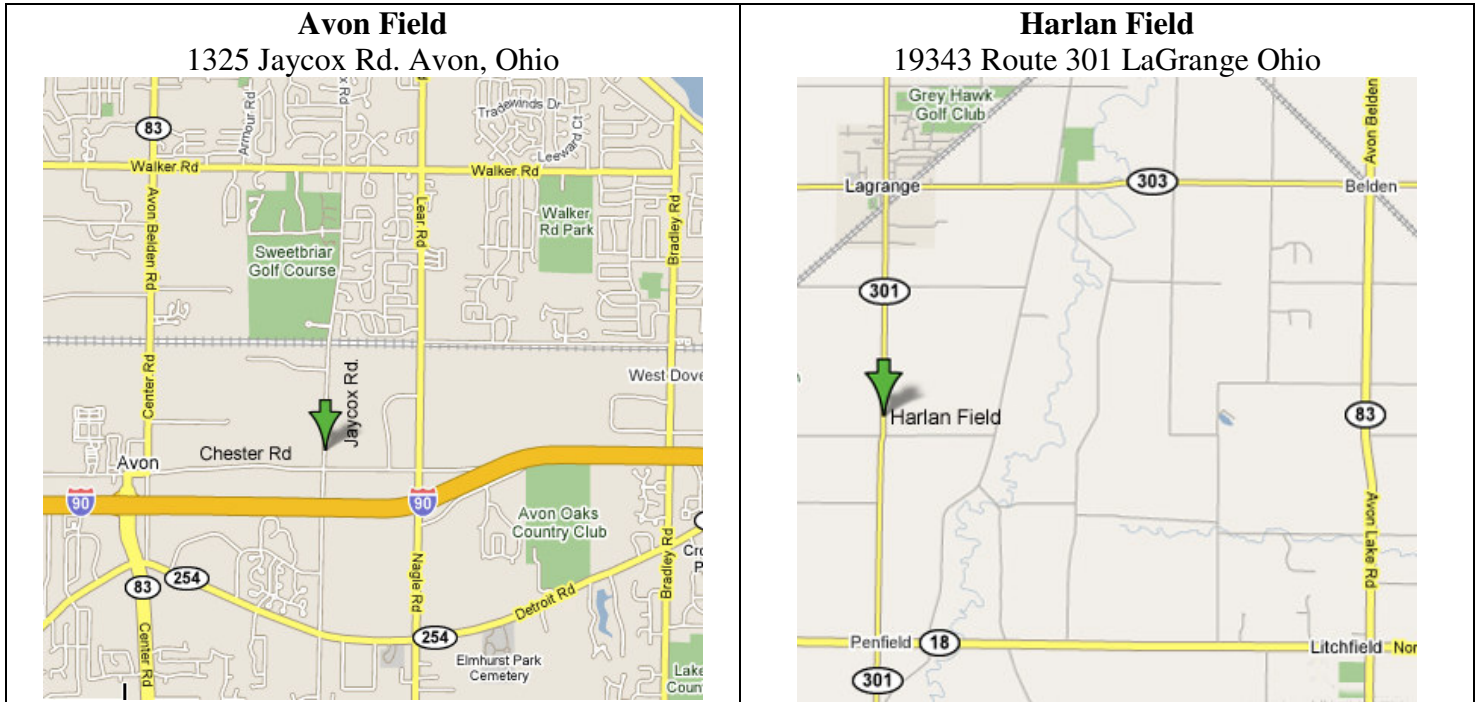 Avon Field
1325 Jaycox Rd. Avon, Ohio
83
Armour Rd
x Rd
Tradewinds Dr
Leeward Ct
Walker Rd
Walker Rd
Avon Belden Rd
Lear Rd
Walker
Rd Park
Bradley Rd
Sweetbriar
Golf Course
Center Rd
Jaycox Rd.
West Dove
Chester Rd
Avon
90
90
Avon Oaks
Country Club
Nagle Rd
Bradley Rd
Cro
P
83
254
Detroit Rd
254
Center Rd
Elmhurst Park
Cemetery
Lake
Coun
Harlan Field
19343 Route 301 LaGrange Ohio
Grey Hawk
Golf Club
Avon Belden
Lagrange
303
Belden
301
Harlan Field
83
Avon Lake Rd
Penfield
18
Litchfield
Nor
301